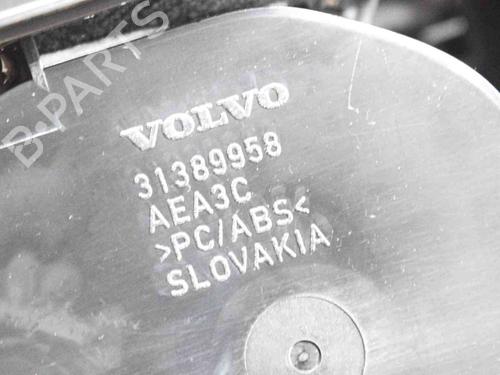 B-PARTS
VOLVO
31389958
AEA3C
>PC/ABS<
SLOVAKIA